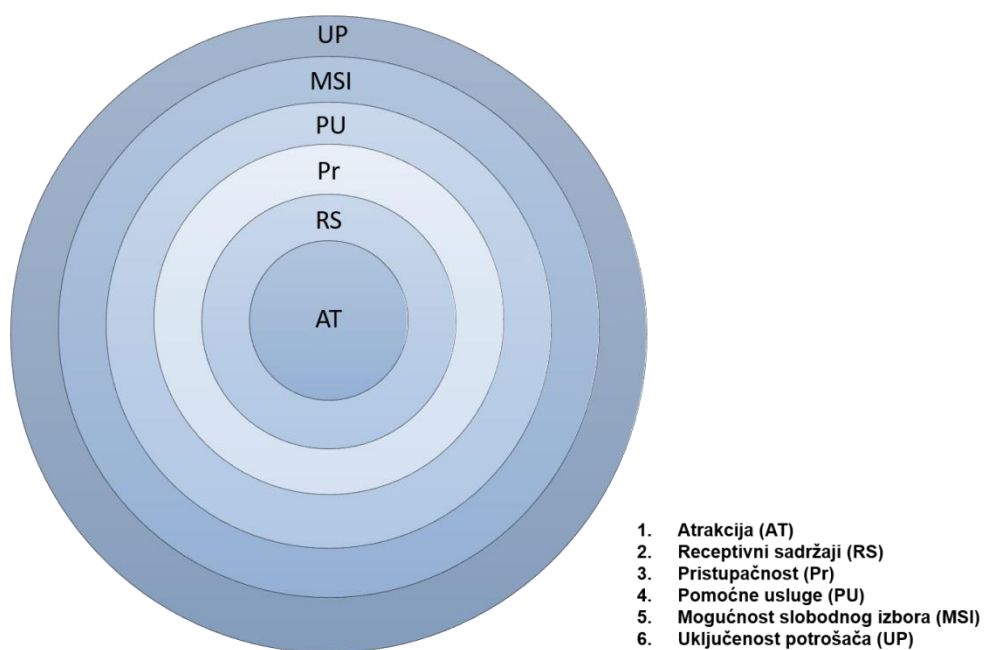 UP
MSI
PU
Pr
RS
AT
1. Atrakcija (AT)
2. Receptivni sadržaji (RS)
3. Pristupačnost (Pr)
4. Pomoćne usluge (PU)
5. Mogućnost slobodnog izbora (MSI)
6. Uključenost potrošača (UP)